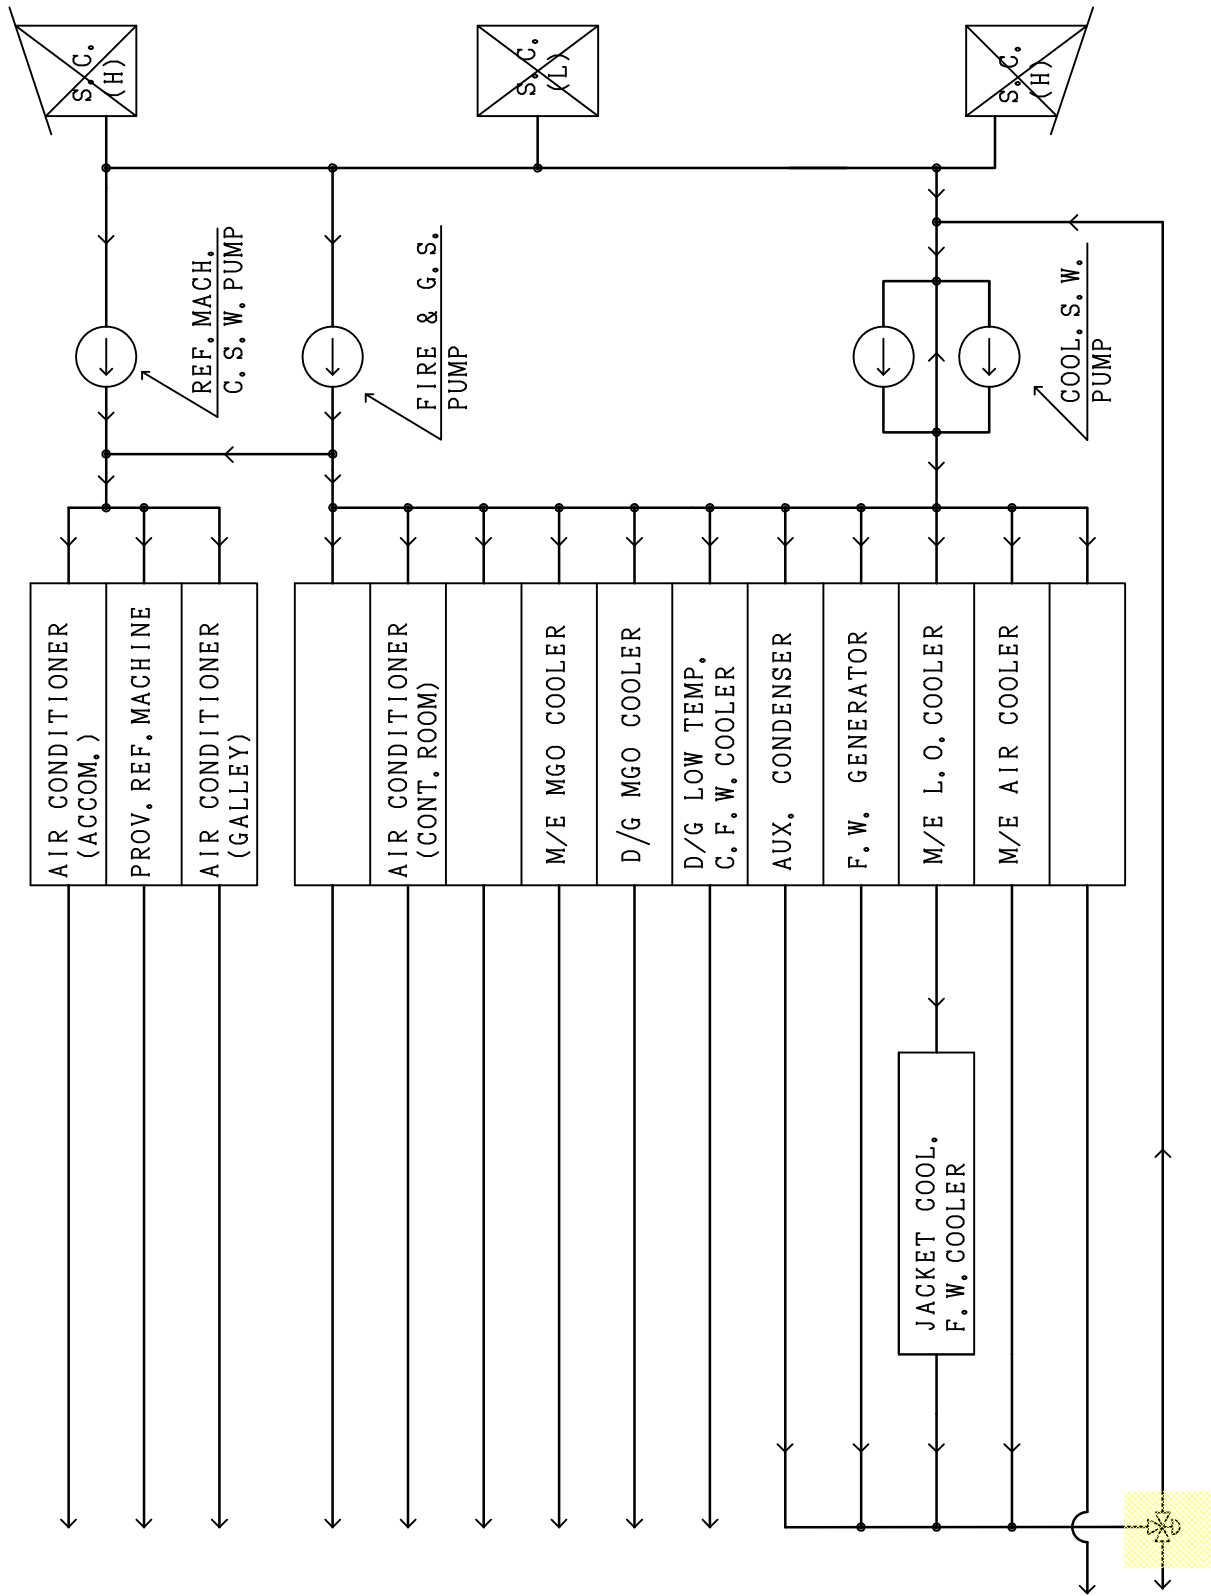 S. C.
(H)
S. C.
(L)
S. C.
(H)
REF. MACH.
C. S. W. PUMP
FIRE & G.S.
PUMP
COOL. S. W.
PUMP
AIR CONDITIONER
(ACCOM.)
PROV. REF. MACHINE
AIR CONDITIONER
(GALLEY)
AIR CONDITIONER
(CONT. ROOM)
M/E MGO COOLER
D/G MGO COOLER
D/G LOW TEMP.
C. F. W. COOLER
AUX. CONDENSER
F. W. GENERATOR
M/E L. O. COOLER
M/E AIR COOLER
JACKET COOL.
F. W. COOLER